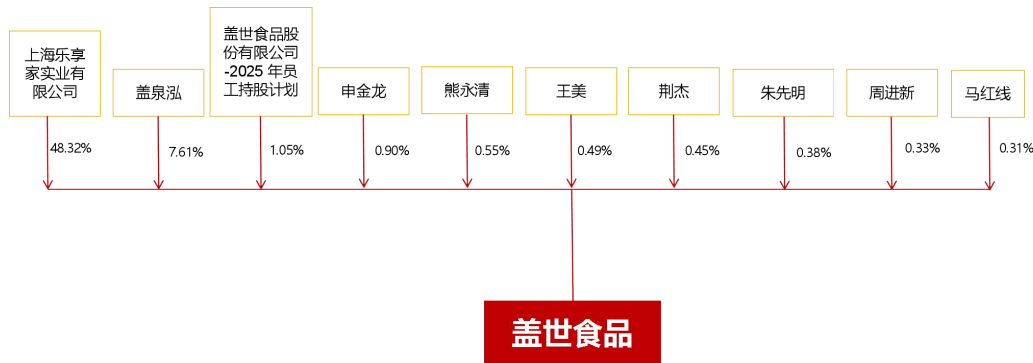 上海乐享
家实业有
限公司
盖泉泓
盖世食品股
份有限公司
-2025 年员
工持股计划
申金龙
熊永清
王美
荆杰
朱先明
周进新
马红线
48.32%
7.61%
1.05%
0.90%
0.55%
0.49%
0.45%
0.38%
0.33%
0.31%
盖世食品